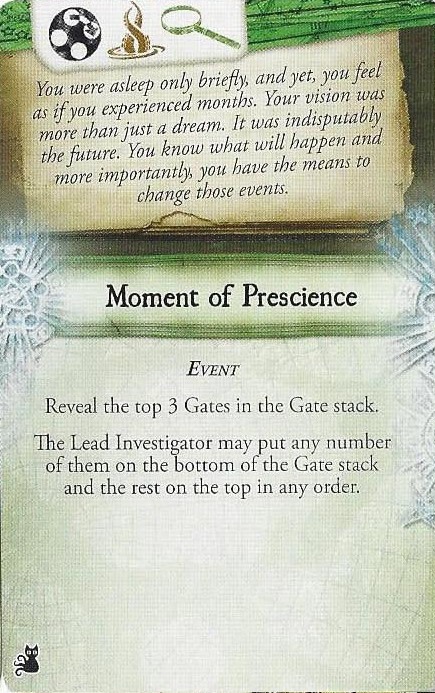 You were asleep only briefly, and yet, you feel
as if you experienced months. Your vision was
more than just a dream. It was indisputably
the future. You know what will happen and
more importantly, you have the means to
change those events.
Moment of Prescience
Event
Reveal the top 3 Gates in the Gate stack.
The Lead Investigator may put any number
of them on the bottom of the Gate stack
and the rest on the top in any order.